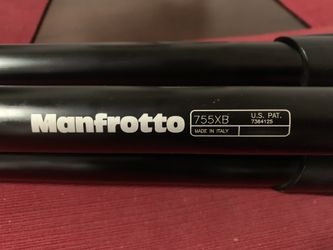 Manfrotto 755XB U.S. PAT.
7364125
MADE IN ITALY